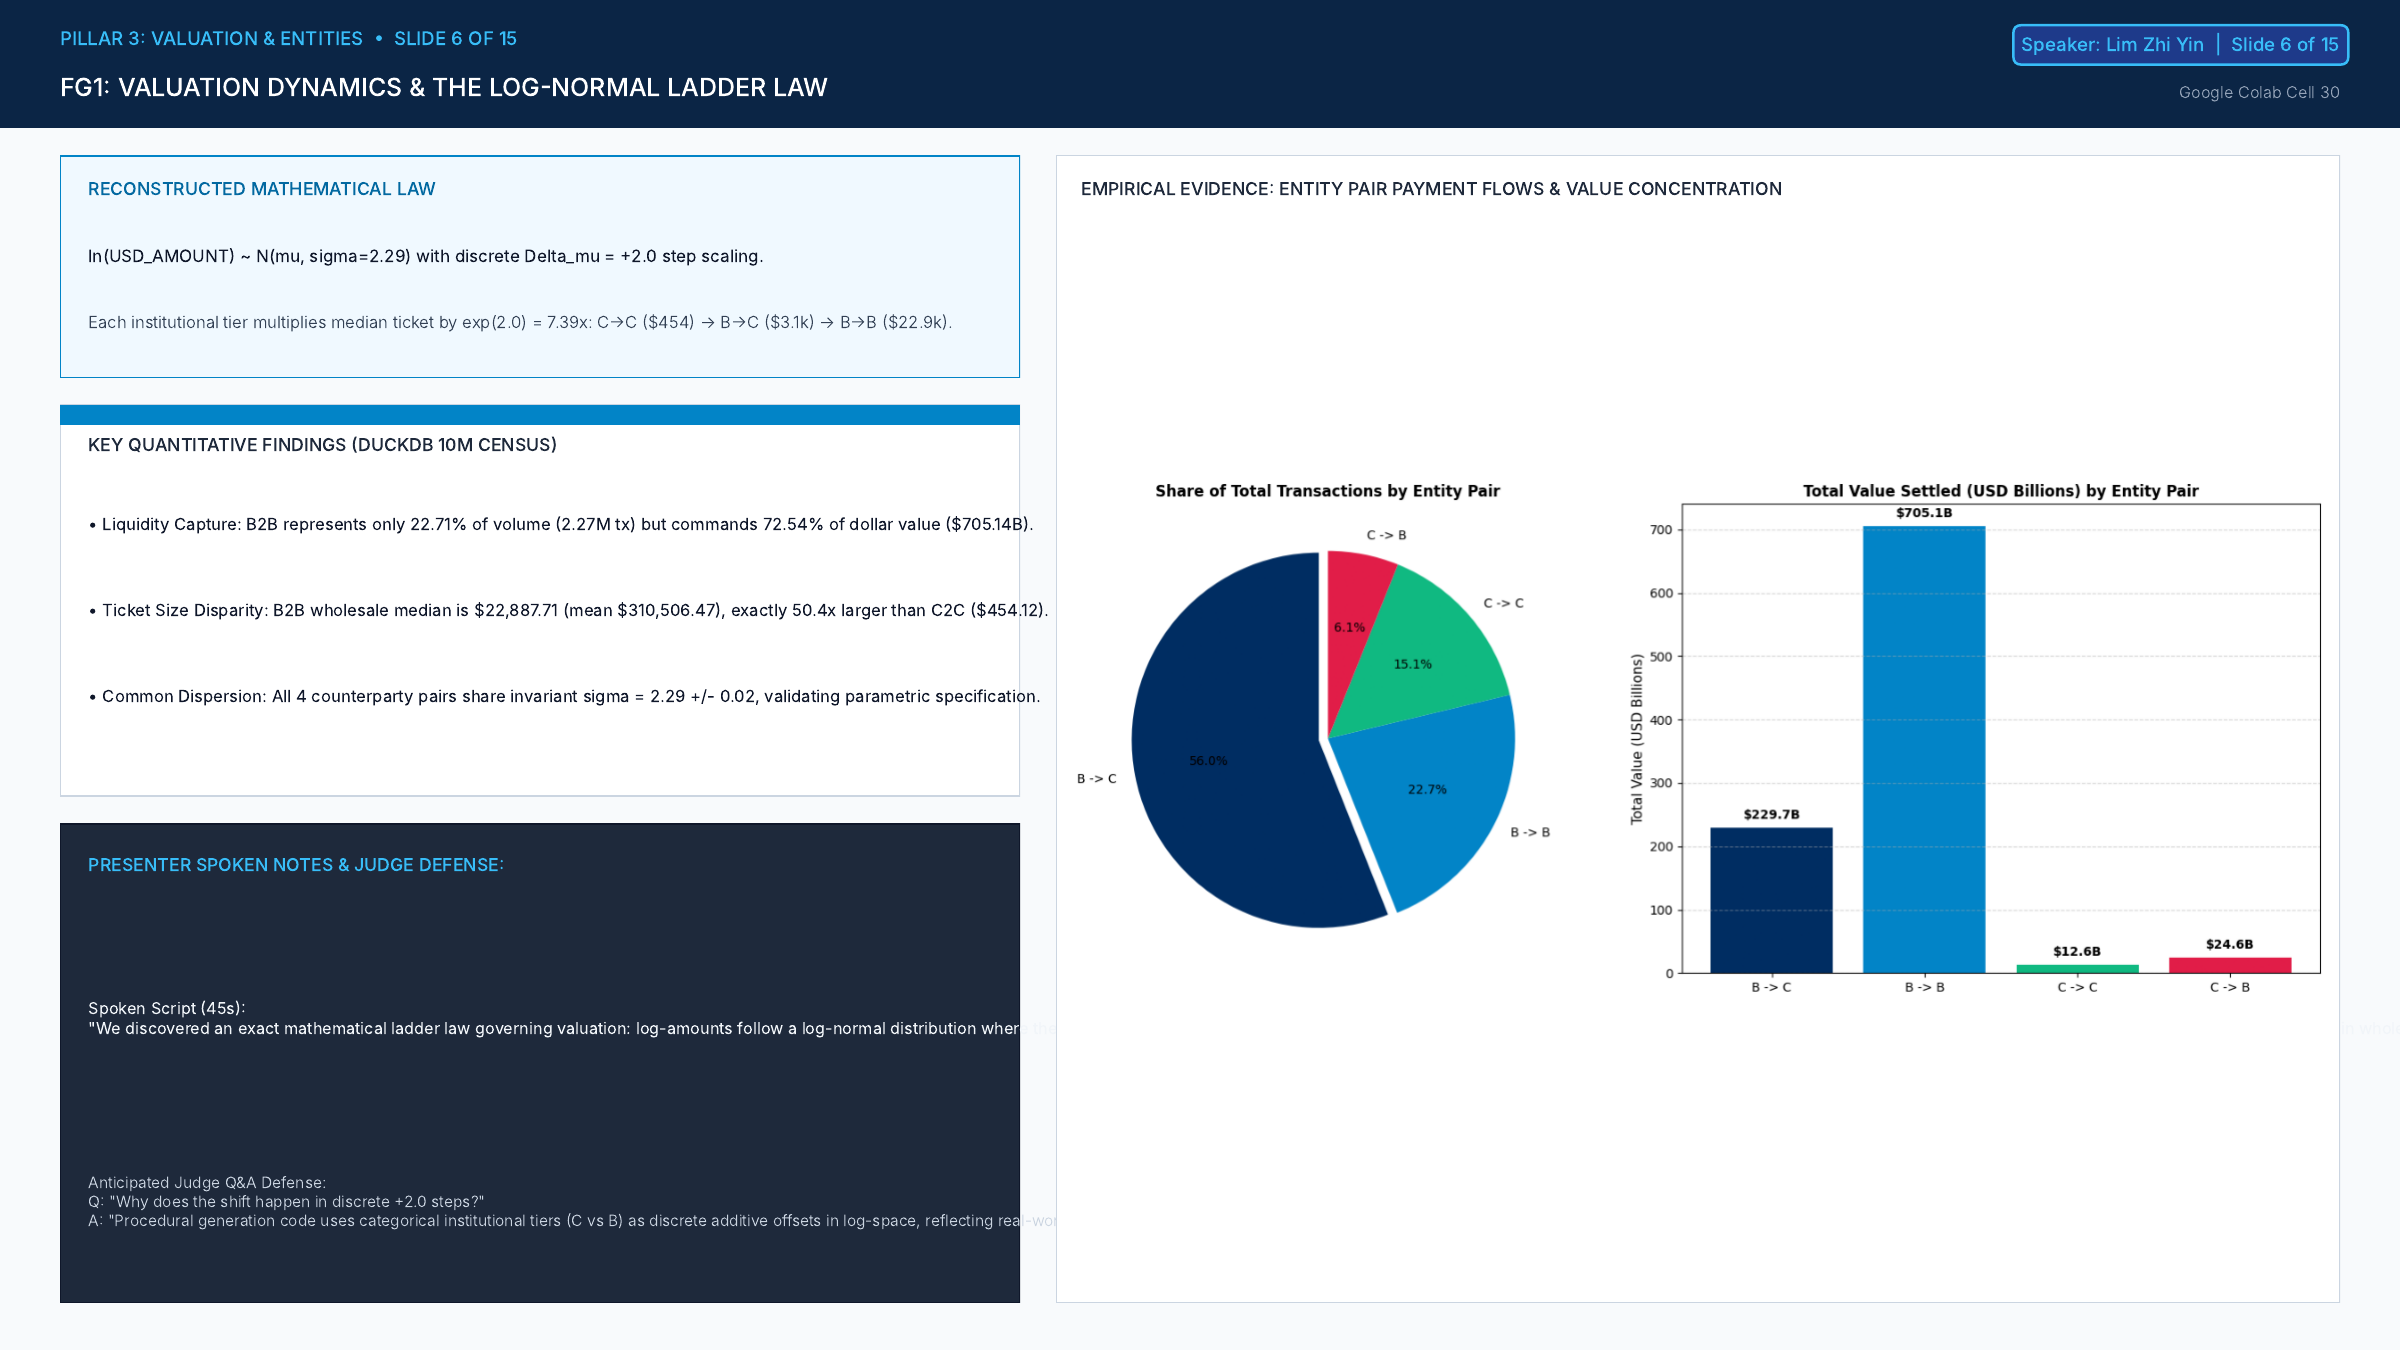 PILLAR 3: VALUATION & ENTITIES • SLIDE 6 OF 15
FG1: VALUATION DYNAMICS & THE LOG-NORMAL LADDER LAW
Speaker: Lim Zhi Yin | Slide 6 of 15
Google Colab Cell 30
RECONSTRUCTED MATHEMATICAL LAW
ln(USD_AMOUNT) ~ N(mu, sigma=2.29) with discrete Delta_mu = +2.0 step scaling.
Each institutional tier multiplies median ticket by exp(2.0) = 7.39x: C→C ($454) → B→C ($3.1k) → B→B ($22.9k).
KEY QUANTITATIVE FINDINGS (DUCKDB 10M CENSUS)
• Liquidity Capture: B2B represents only 22.71% of volume (2.27M tx) but commands 72.54% of dollar value ($705.14B).
• Ticket Size Disparity: B2B wholesale median is $22,887.71 (mean $310,506.47), exactly 50.4x larger than C2C ($454.12).
• Common Dispersion: All 4 counterparty pairs share invariant sigma = 2.29 +/- 0.02, validating parametric specification.
PRESENTER SPOKEN NOTES & JUDGE DEFENSE:
Spoken Script (45s):
"We discovered an exact mathematical ladder law governing valuation: log-amounts follow a log-normal distribution where the
Anticipated Judge Q&A Defense:
Q: "Why does the shift happen in discrete +2.0 steps?"
A: "Procedural generation code uses categorical institutional tiers (C vs B) as discrete additive offsets in log-space, reflecting real-wor
EMPIRICAL EVIDENCE: ENTITY PAIR PAYMENT FLOWS & VALUE CONCENTRATION
Share of Total Transactions by Entity Pair
C -> B
C -> C
6.1%
15.1%
56.0%
B -> C
22.7%
B -> B
Total Value Settled (USD Billions) by Entity Pair
$705.1B
$229.7B
$12.6B
$24.6B
Total Value (USD Billions)
700
600
500
400
300
200
100
0
B -> C
B -> B
C -> C
C -> B